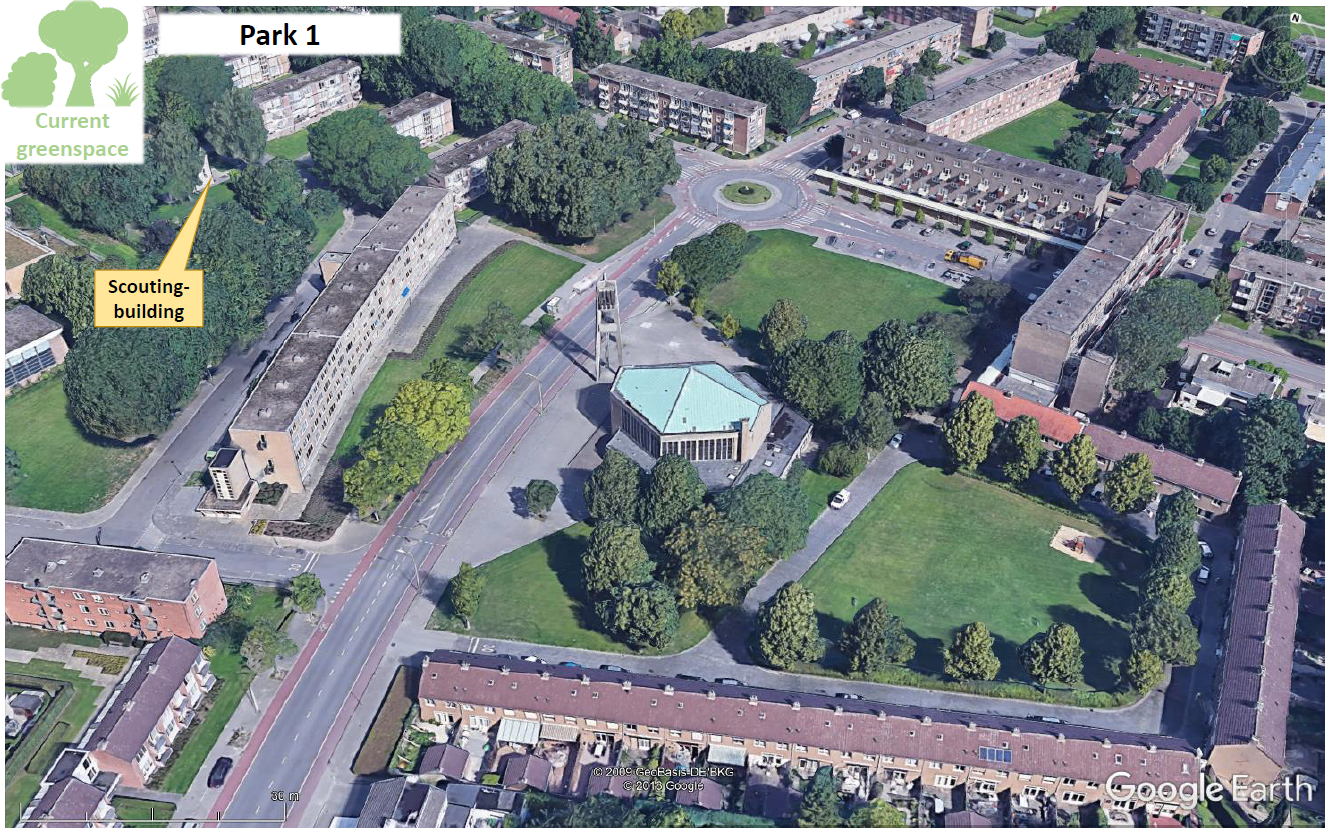 Park 1
Current
greenspace
Scouting-
building
N
30 m
© 2009 GeoBasis-DE/BKG
© 2013 Google
Google Earth